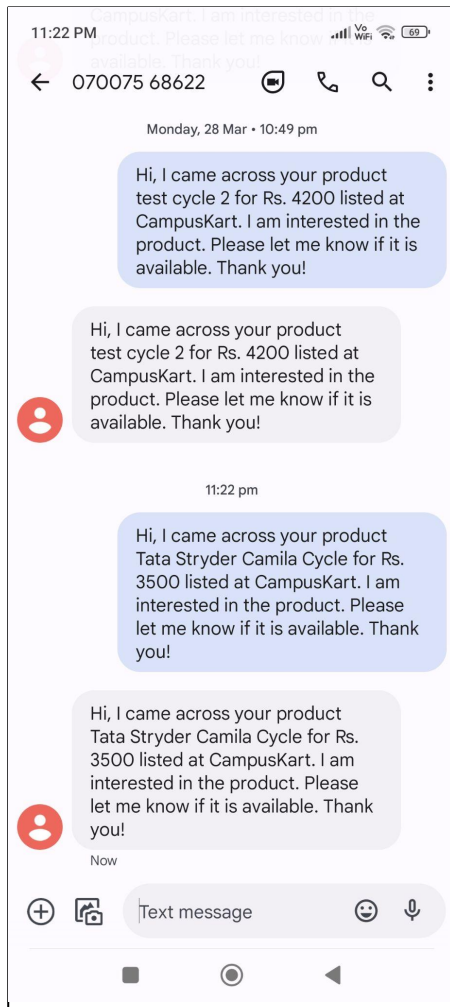 CampusKart. I am interested in the
product. Please let me know if it is
available. Thank you!
11:22 PM
Vo
WiFi
69
070075 68622
Monday, 28 Mar • 10:49 pm
Hi, I came across your product
test cycle 2 for Rs. 4200 listed at
CampusKart. I am interested in the
product. Please let me know if it is
available. Thank you!
Hi, I came across your product
test cycle 2 for Rs. 4200 listed at
CampusKart. I am interested in the
product. Please let me know if it is
available. Thank you!
11:22 pm
Hi, I came across your product
Tata Stryder Camila Cycle for Rs.
3500 listed at CampusKart. I am
interested in the product. Please
let me know if it is available. Thank
you!
Hi, I came across your product
Tata Stryder Camila Cycle for Rs.
3500 listed at CampusKart. I am
interested in the product. Please
let me know if it is available. Thank
you!
Now
Text message